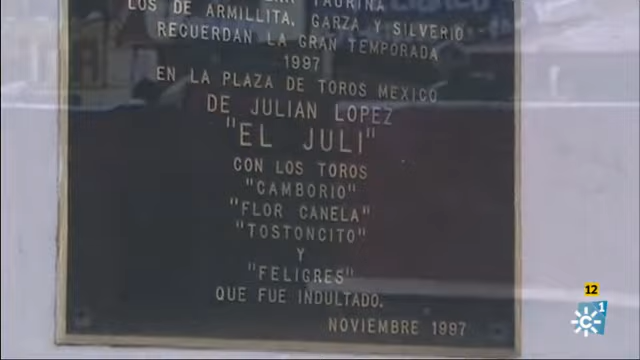 TAURINA
LOS DE ARMILLITA, GARZA Y SILVERIO
RECUERDAN LA GRAN TEMPORADA
1997
EN LA PLAZA DE TOROS MEXICO
DE JULIAN LOPEZ
"EL JULI"
CON LOS TOROS
"CAMBORIO"
"FLOR CANELA"
"TOSTONCITO"
Y
"FELIGRES"
QUE FUE INDULTADO.
NOVIEMBRE 1997
12
1